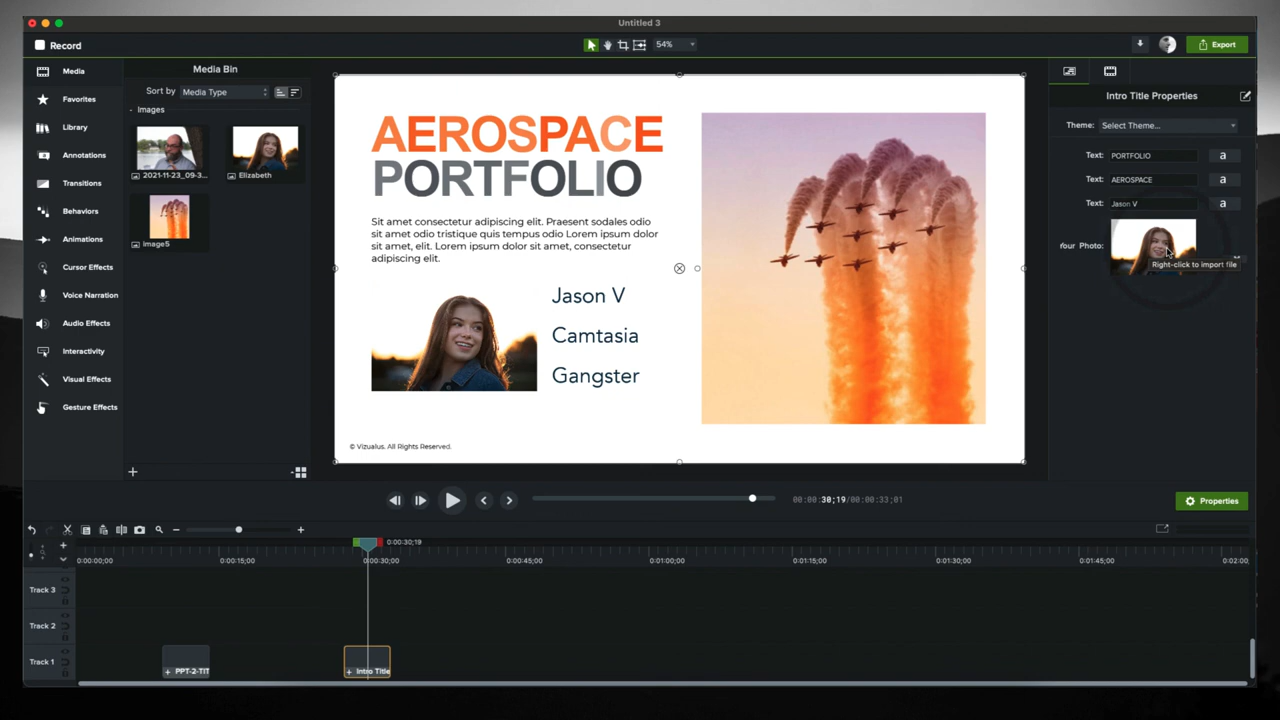 Untitled 3
Record
54%
Export
Media
Favorites
Library
Annotations
Transitions
Behaviors
Animations
Cursor Effects
Voice Narration
Audio Effects
Interactivity
Visual Effects
Gesture Effects
Media Bin
Sort by
Media Type
Images
2021-11-23_09-3...
Elizabeth
image5
AEROSPACE
PORTFOLIO
Sit amet consectetur adipiscing elit. Praesent sodales odio
sit amet odio tristique quis tempus odio Lorem ipsum dolor
sit amet, elit. Lorem ipsum dolor sit amet, consectetur
adipiscing elit.
Jason V
Camtasia
Gangster
© Vizualus. All Rights Reserved.
Intro Title Properties
Theme:
Select Theme...
Text:
PORTFOLIO
a
Text:
AEROSPACE
a
Text:
Jason V
a
Your Photo:
Right-click to import file
00:00:30;19/00:00:33;01
Properties
0:00:30;19
0:00:00;00
0:00:15;00
0:00:30;00
0:00:45;00
0:01:00;00
0:01:15;00
0:01:30;00
0:01:45;00
0:02:00;
Track 3
Track 2
Track 1
PPT-2-TIT
Intro Title